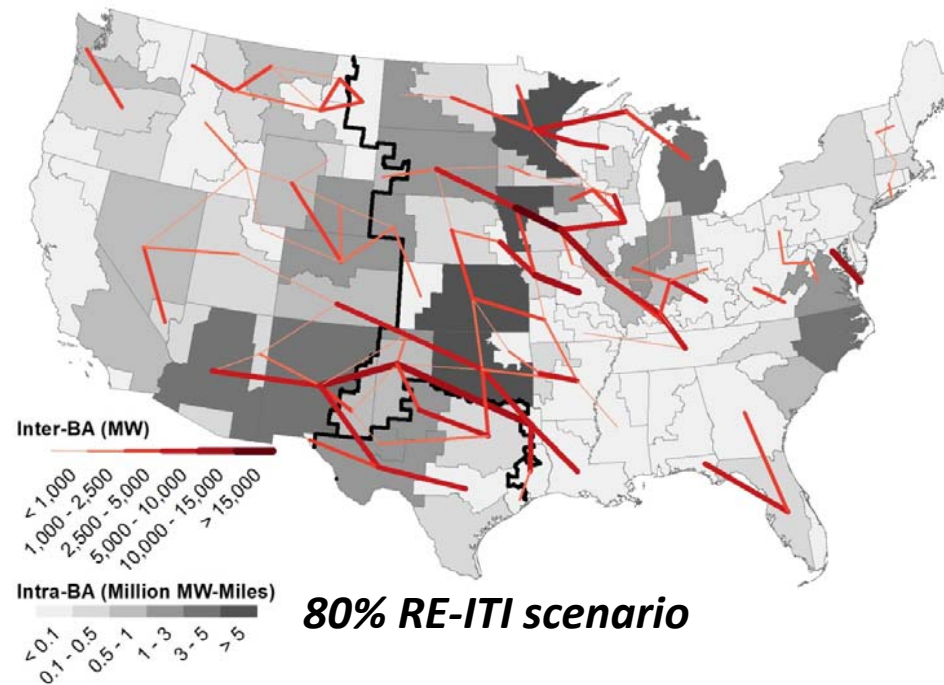 Inter-BA (MW)
< 1,000
1,000 - 2,500
2,500 - 5,000
5,000 - 10,000
10,000 - 15,000
> 15,000
Intra-BA (Million MW-Miles)
< 0.1
0.1 - 0.5
0.5 - 1
1 - 3
3 - 5
> 5
80% RE-ITI scenario